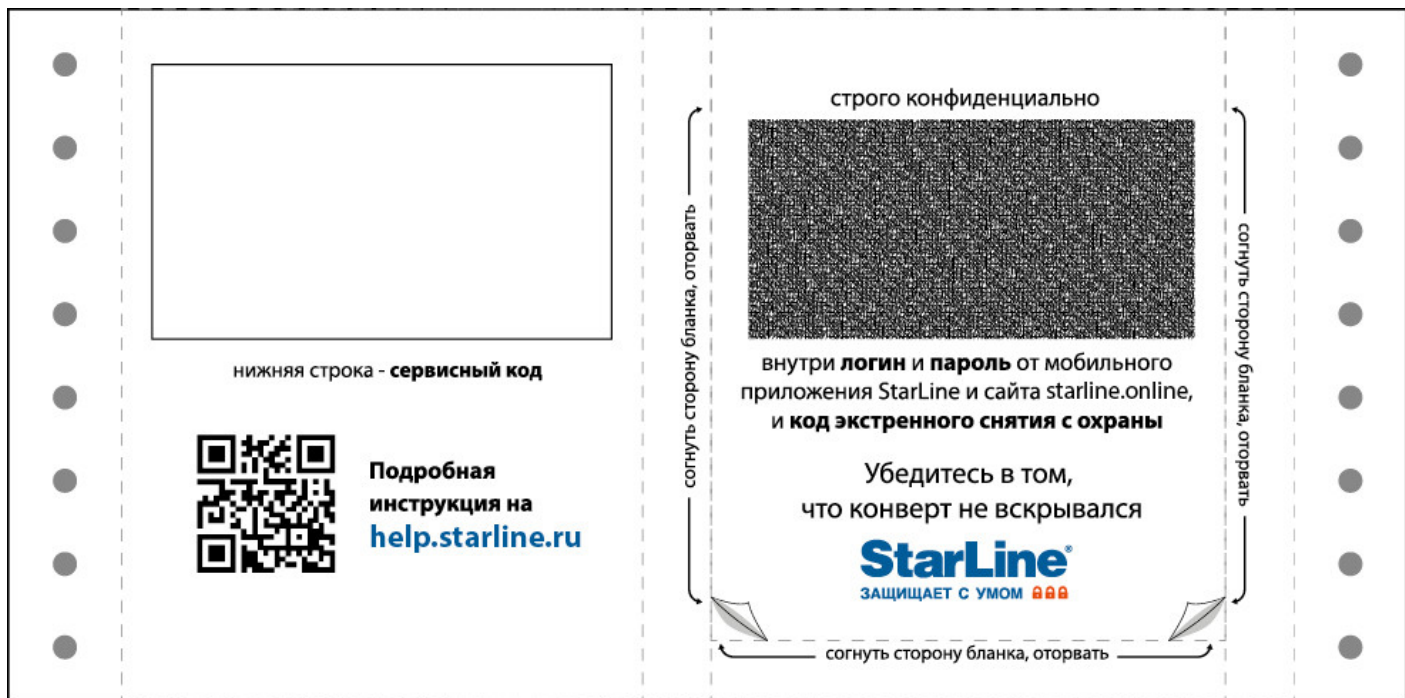 нижняя строка - сервисный код
Подробная
инструкция на
help.starline.ru
согнуть сторону бланка, оторвать
строго конфиденциально
внутри логин и пароль от мобильного
приложения StarLine и сайта starline.online,
и код экстренного снятия с охраны
Убедитесь в том,
что конверт не вскрывался
StarLine®
ЗАЩИЩАЕТ С УМОМ
согнуть сторону бланка, оторвать
согнуть сторону бланка, оторвать